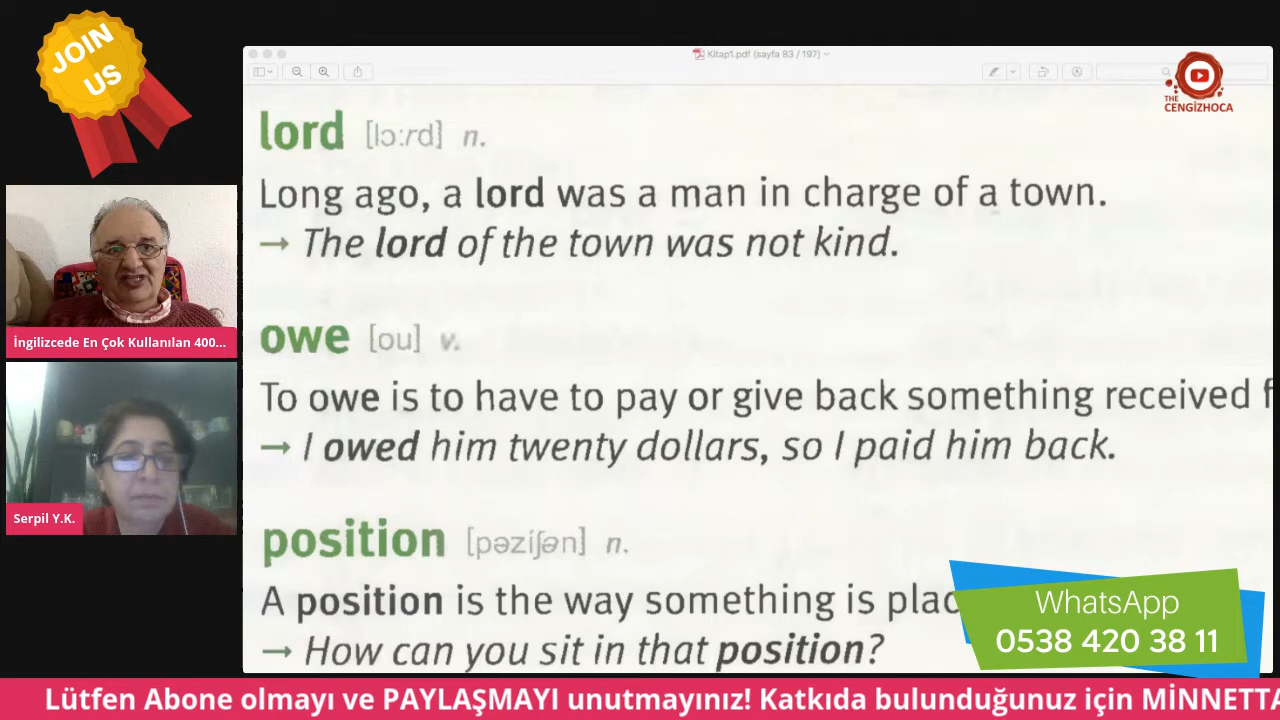 JOIN
US
Kitap1.pdf (sayfa 83 / 197)
THE
CENGİZHOCA
lord [lɔːrd] n.
Long ago, a lord was a man in charge of a town.
→ The lord of the town was not kind.
owe [ou] v.
To owe is to have to pay or give back something received f
→ I owed him twenty dollars, so I paid him back.
position [pəzíʃən] n.
A position is the way something is plac
→ How can you sit in that position?
İngilizcede En Çok Kullanılan 400...
Serpil Y.K.
WhatsApp
0538 420 38 11
Lütfen Abone olmayı ve PAYLAŞMAYI unutmayınız! Katkıda bulunduğunuz için MİNNETTA